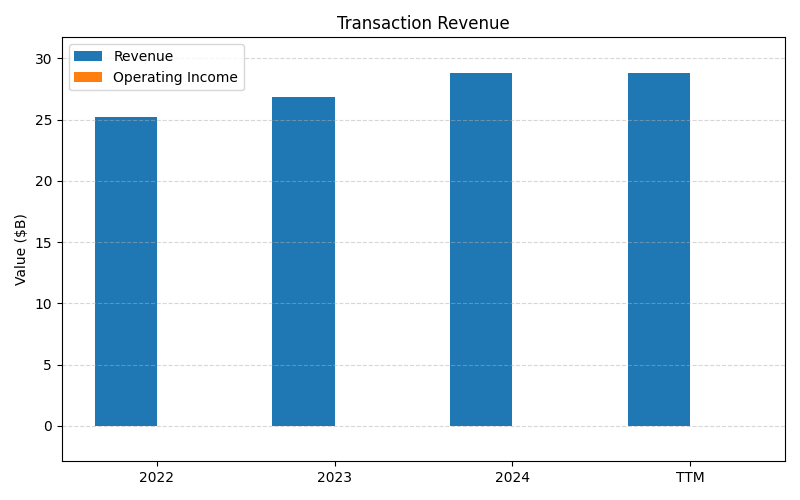 Transaction Revenue
Revenue
Operating Income
Value ($B)
30
25
20
15
10
5
0
2022
2023
2024
TTM